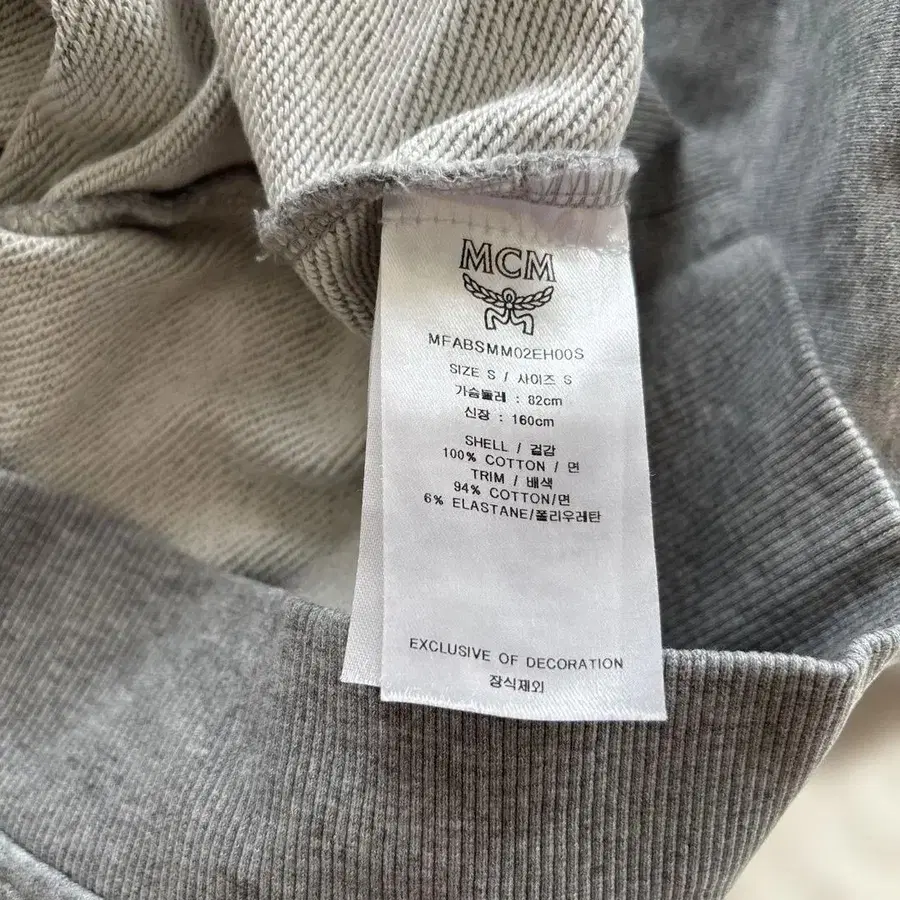 MCM
MFABSMM02EH00S
SIZE S / 사이즈 S
가슴둘레 : 82cm
신장 : 160cm
SHELL / 겉감
100% COTTON / 면
TRIM / 배색
94% COTTON/면
6% ELASTANE/폴리우레탄
EXCLUSIVE OF DECORATION
장식제외